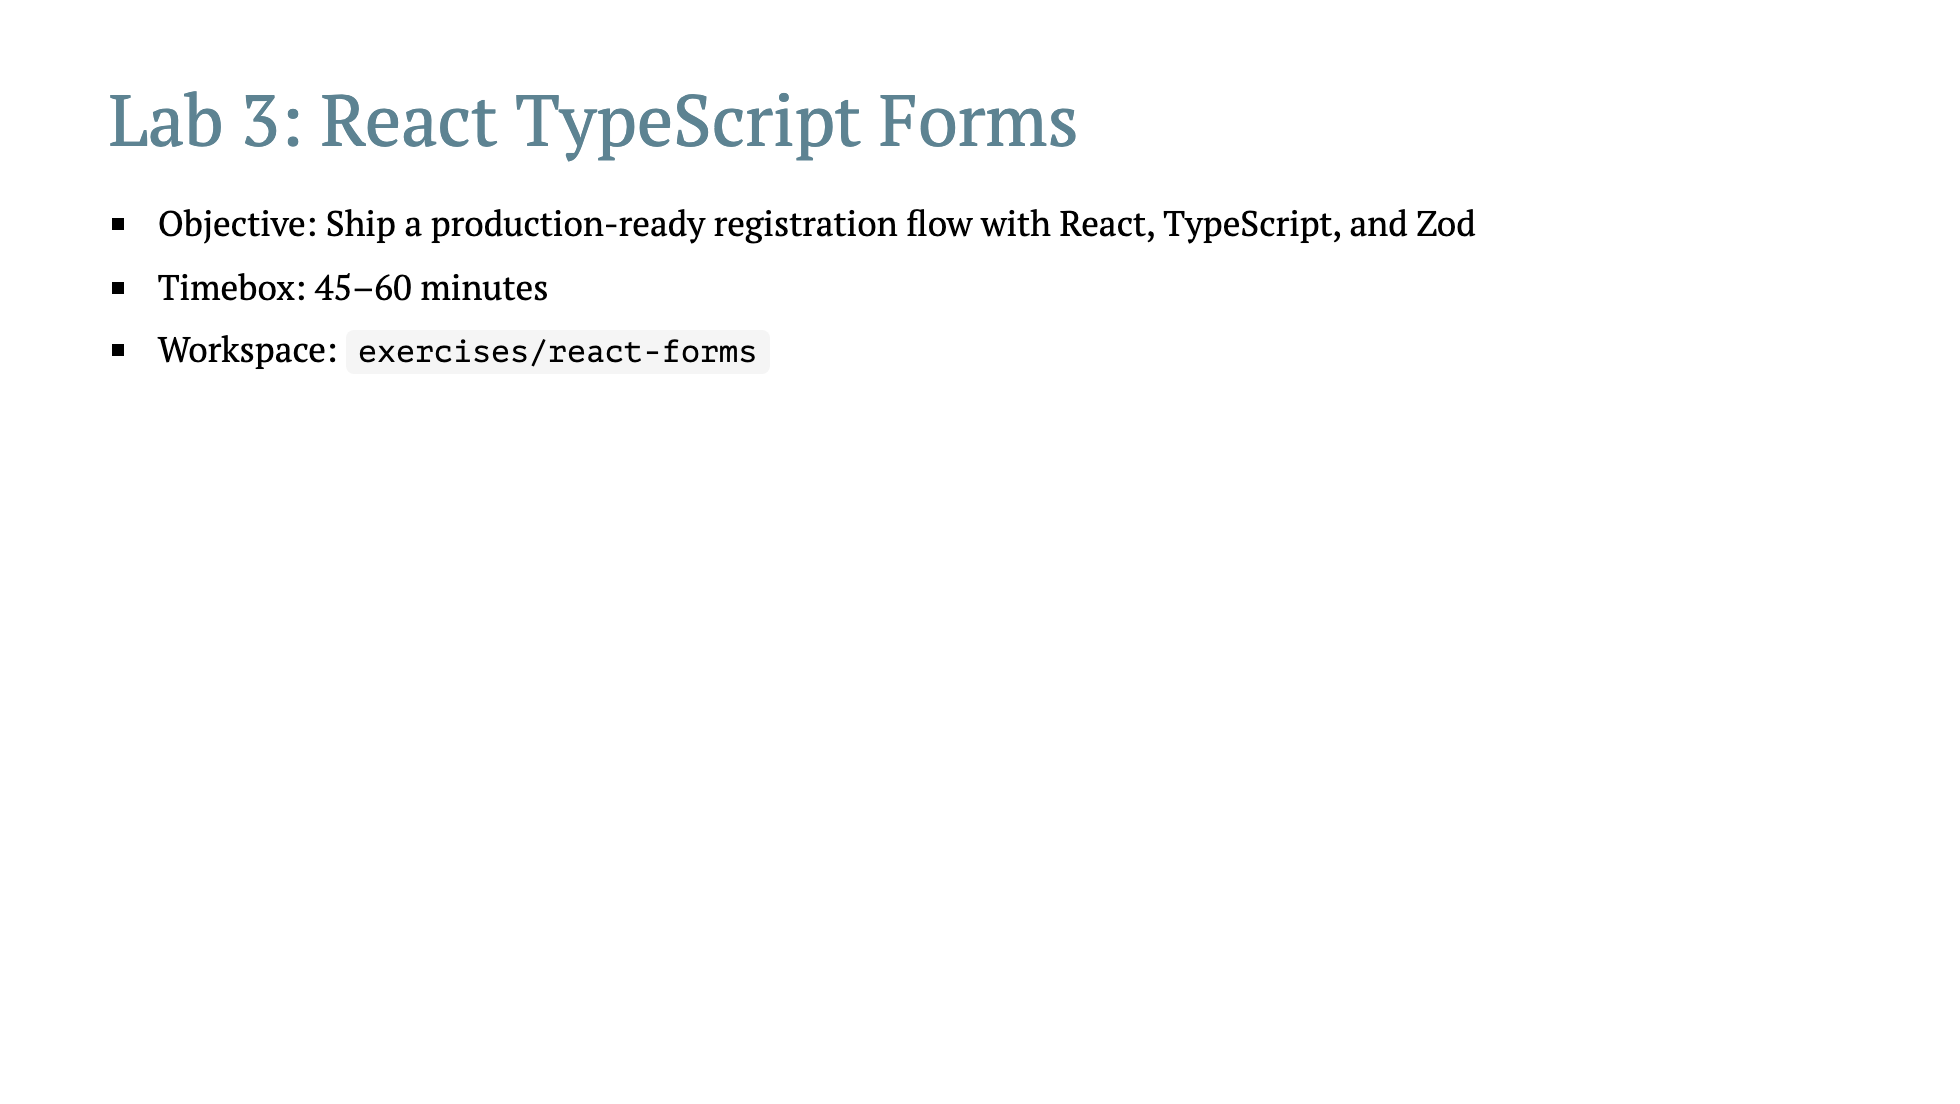 Lab 3: React TypeScript Forms
▪ Objective: Ship a production-ready registration flow with React, TypeScript, and Zod
▪ Timebox: 45–60 minutes
▪ Workspace: exercises/react-forms